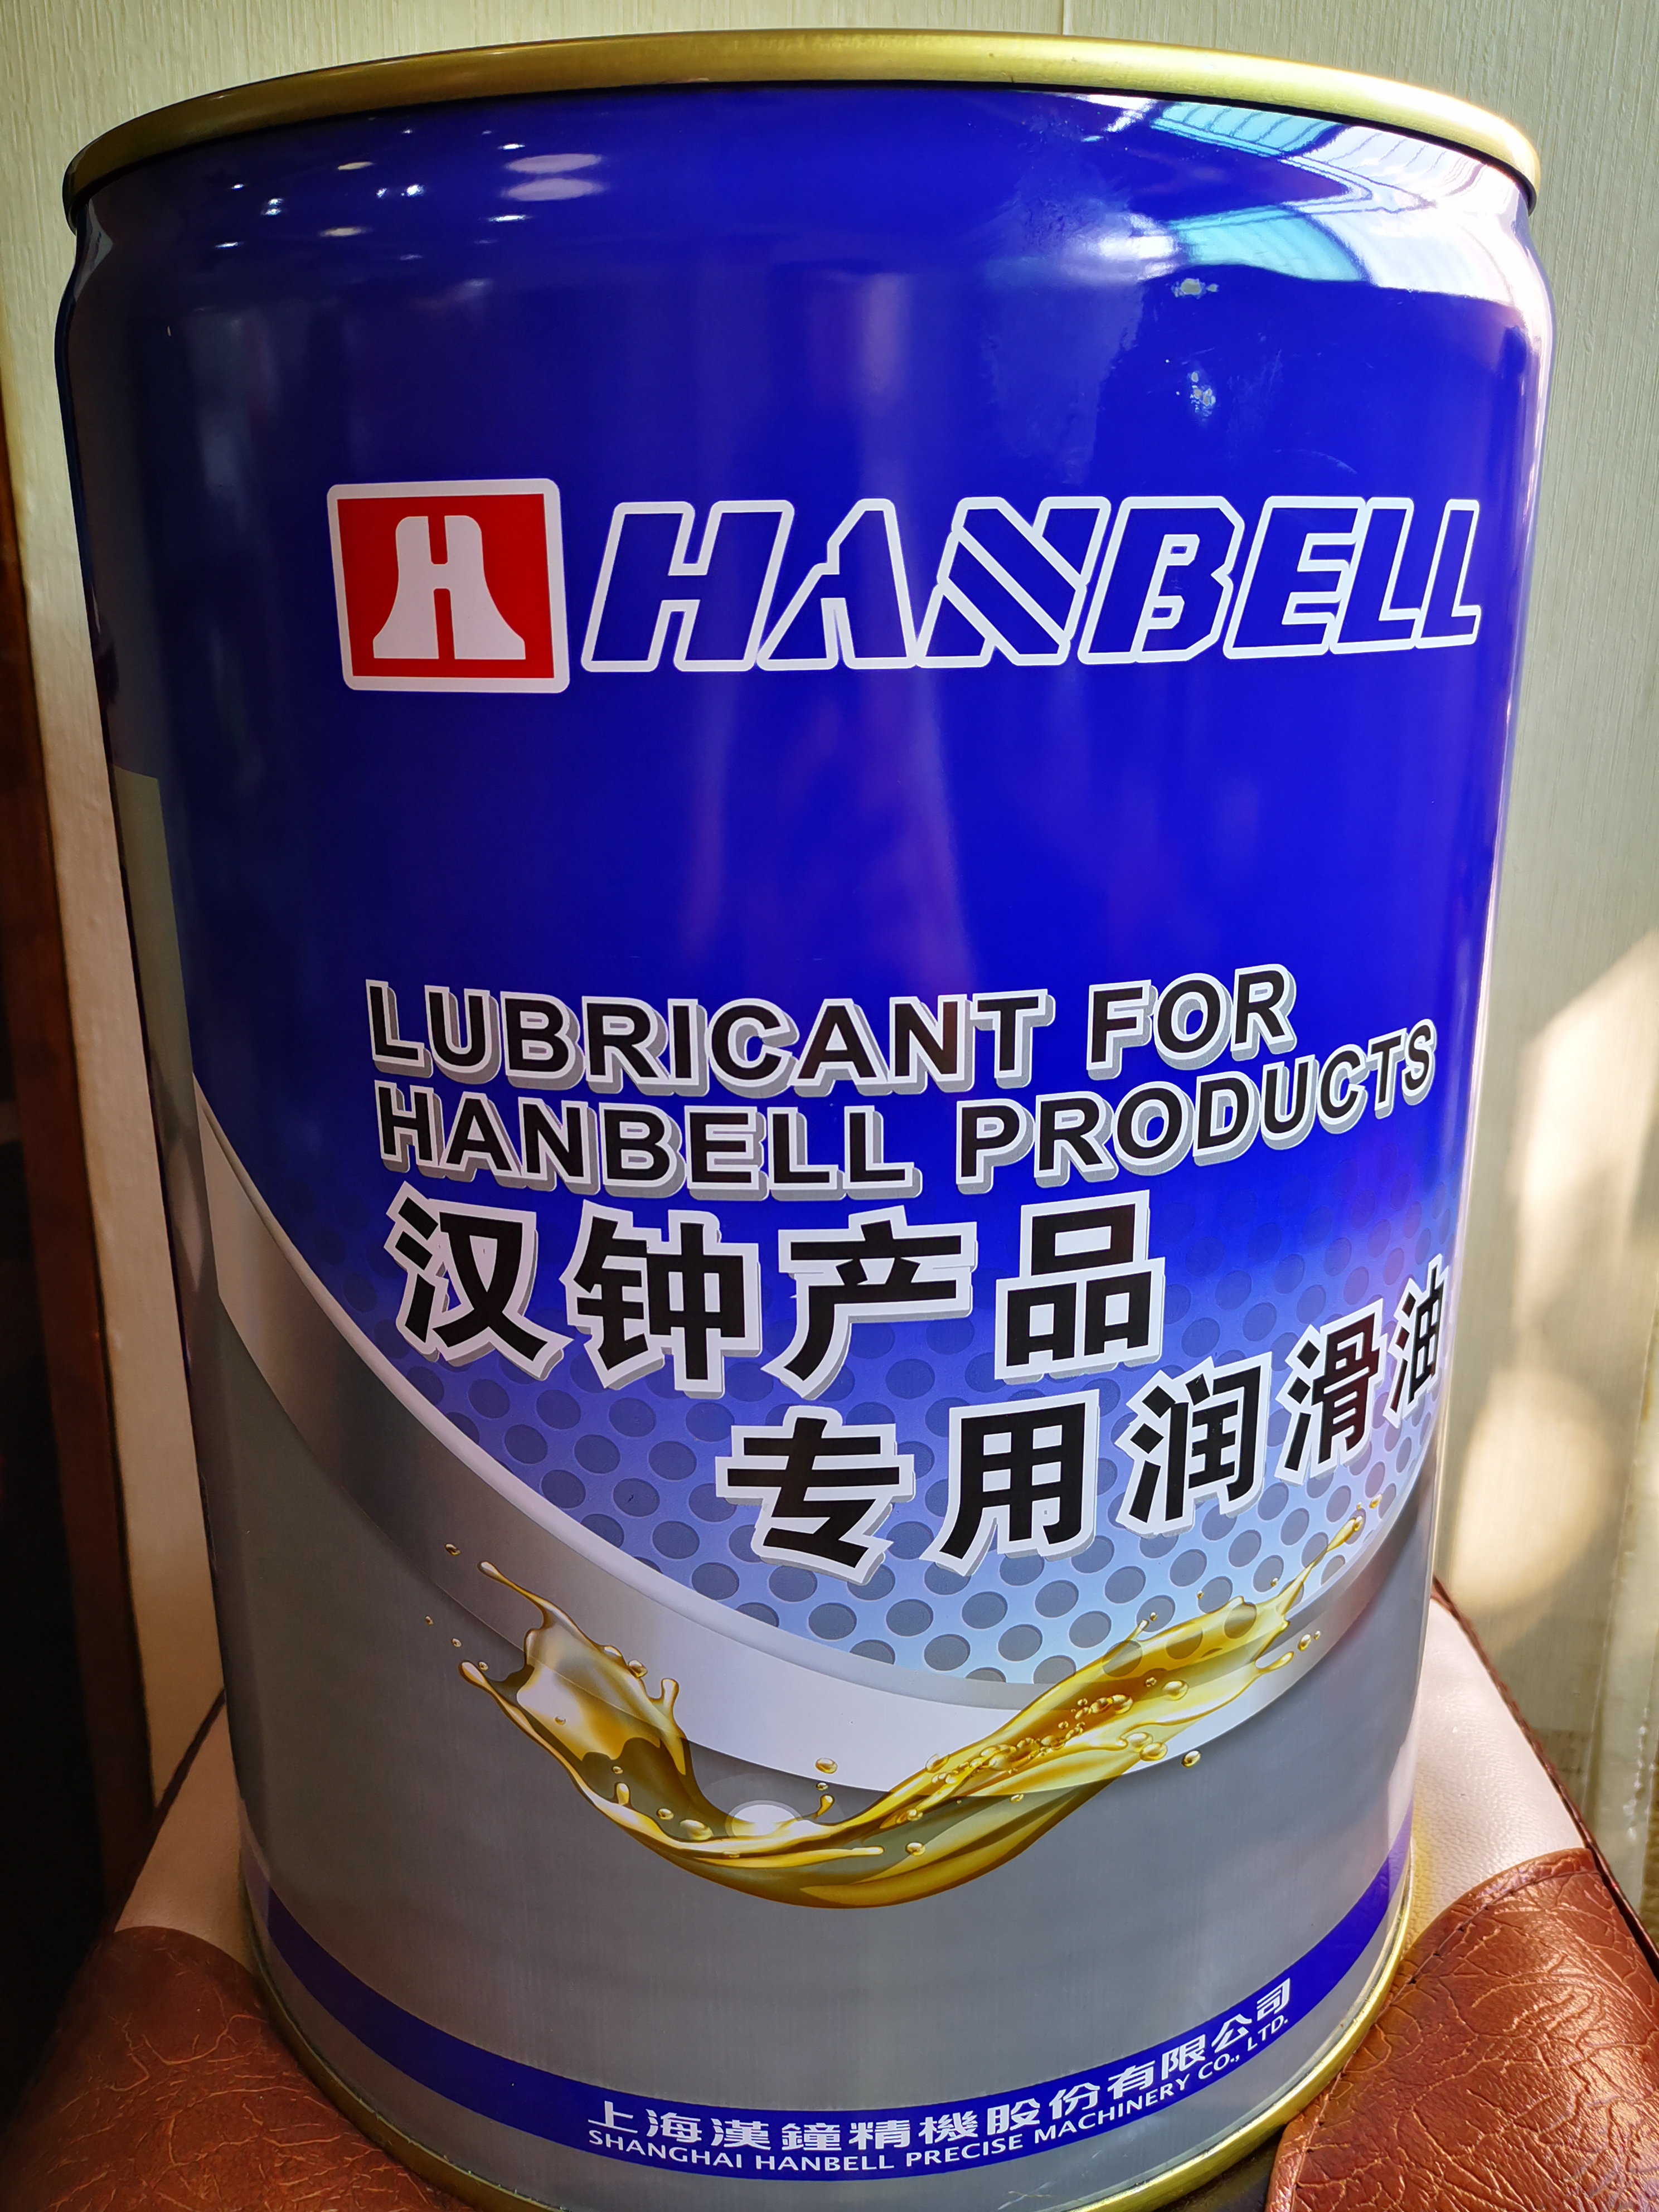 HANBELL
LUBRICANT FOR
HANBELL PRODUCTS
汉钟产品
专用润滑油
上海漢鐘精機股份有限公司
SHANGHAI HANBELL PRECISE MACHINERY CO., LTD.